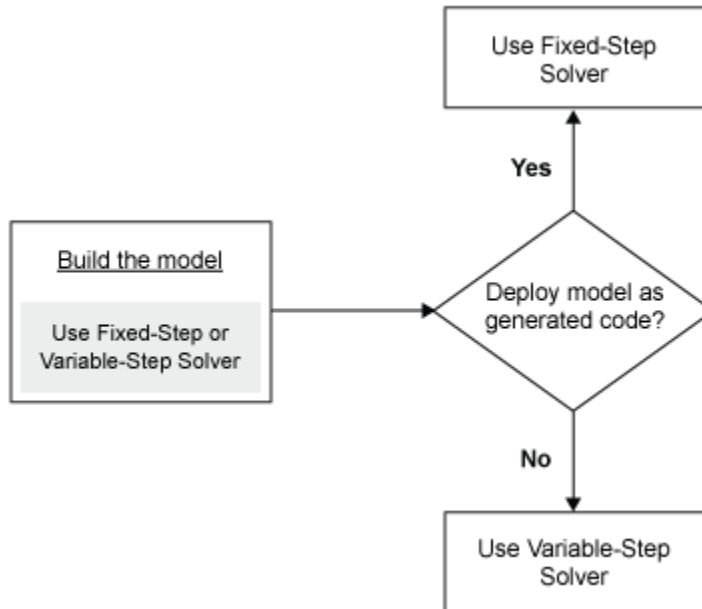 Use Fixed-Step
Solver
Yes
Build the model
Use Fixed-Step or
Variable-Step Solver
Deploy model as
generated code?
No
Use Variable-Step
Solver